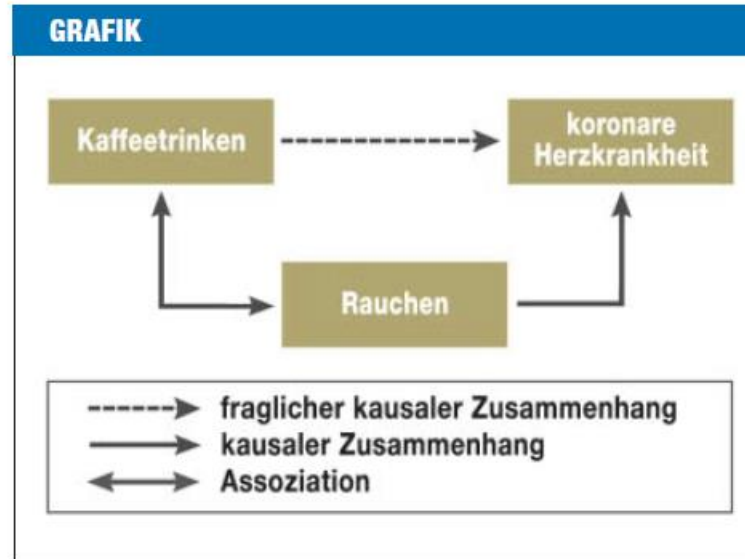 GRAFIK
Kaffeetrinken
koronare
Herzkrankheit
Rauchen
fraglicher kausaler Zusammenhang
kausaler Zusammenhang
Assoziation